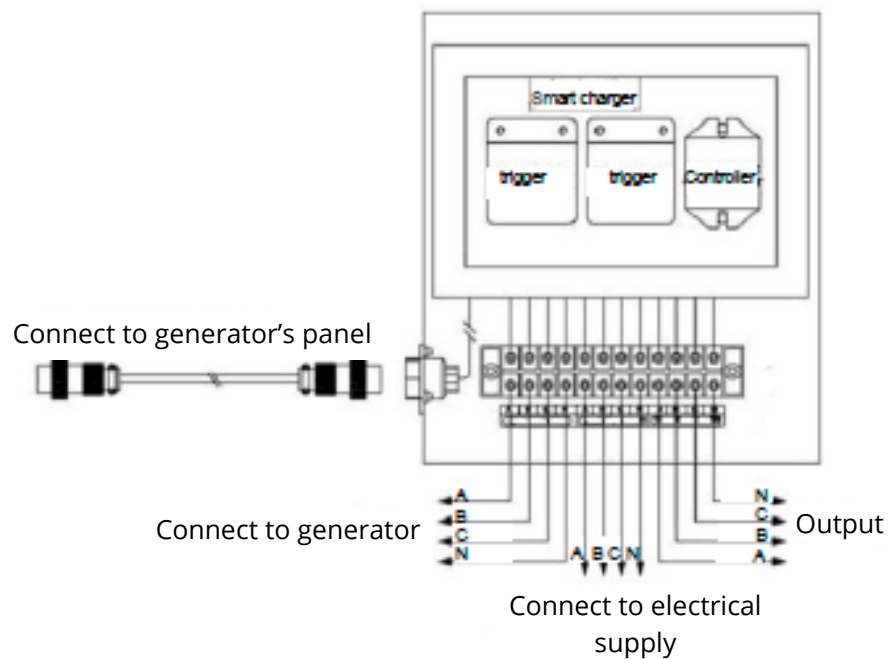 Smart charger
trigger
trigger
Controller
Connect to generator's panel
A
B
C
N
Connect to generator
A B C N
N
C
B
A
Output
Connect to electrical
supply